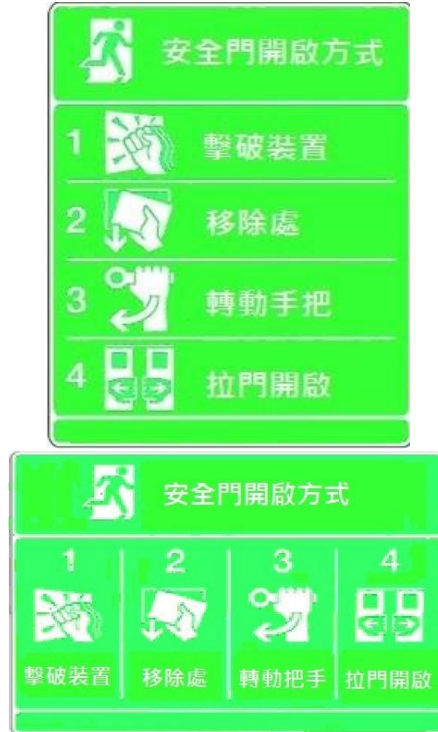 安全門開啟方式
1 擊破裝置
2 移除處
3 轉動手把
4 拉門開啟
安全門開啟方式
1 2 3 4
擊破裝置 移除處 轉動把手 拉門開啟